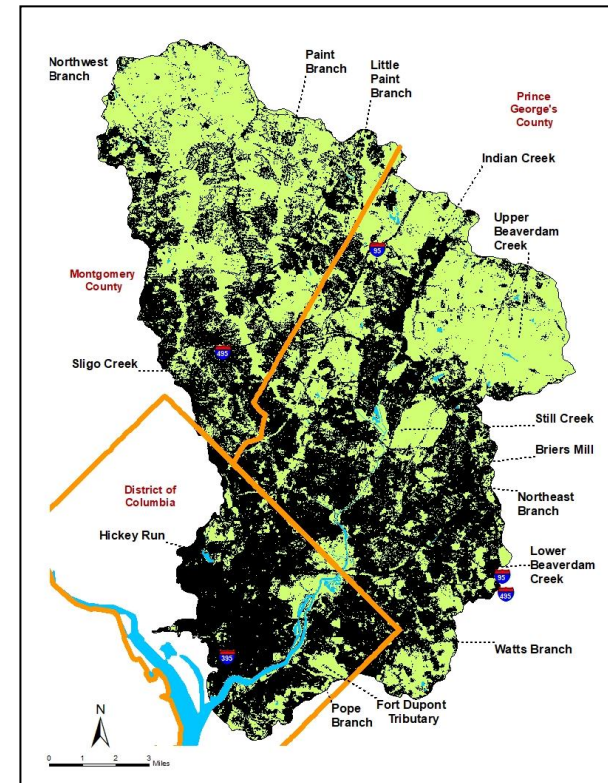 Northwest
Branch
Paint
Branch
Little
Paint
Branch
Prince
George's
County
Indian Creek
Upper
Beaverdam
Creek
95
Montgomery
County
495
Sligo Creek
Still Creek
Briers Mill
District of
Columbia
Northeast
Branch
Hickey Run
Lower
Beaverdam
Creek
95
495
Watts Branch
395
Fort Dupont
Tributary
Pope
Branch
N
0 1 2 3
Miles